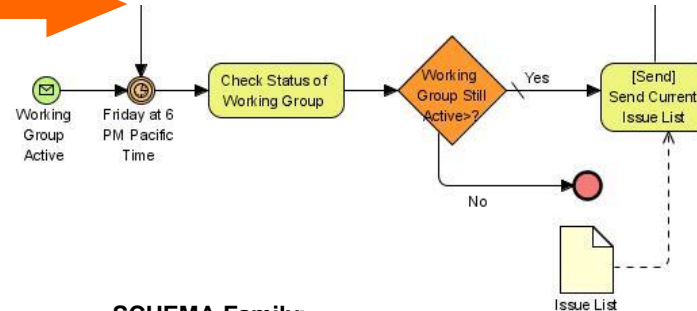 Working
Group
Active
Friday at 6
PM Pacific
Time
Check Status of
Working Group
Working
Group Still
Active>?
Yes
No
[Send]
Send Current
Issue List
Issue List
SCHEMA Family: